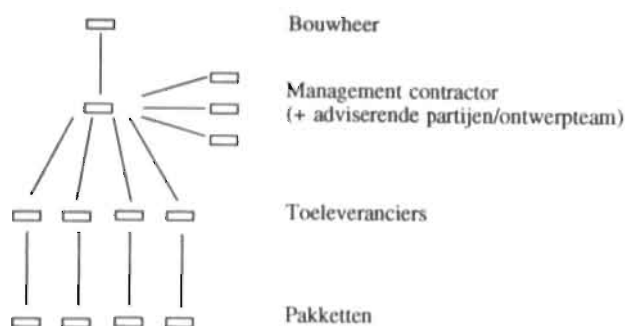 Bouwheer
Management contractor
(+ adviserende partijen/ontwerpteam)
Toeleveranciers
Pakketten